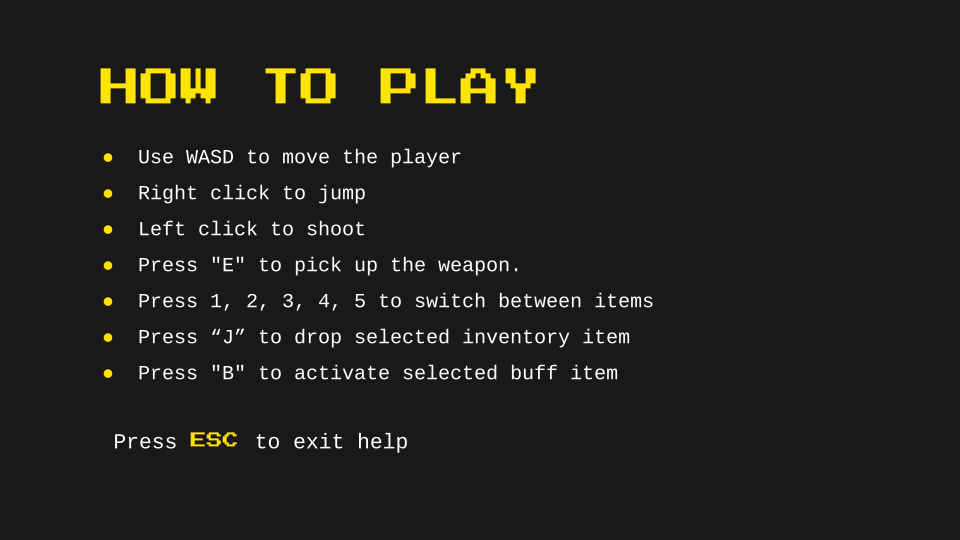 HOW TO PLAY
● Use WASD to move the player
● Right click to jump
● Left click to shoot
● Press "E" to pick up the weapon.
● Press 1, 2, 3, 4, 5 to switch between items
● Press “J” to drop selected inventory item
● Press "B" to activate selected buff item
Press ESC to exit help